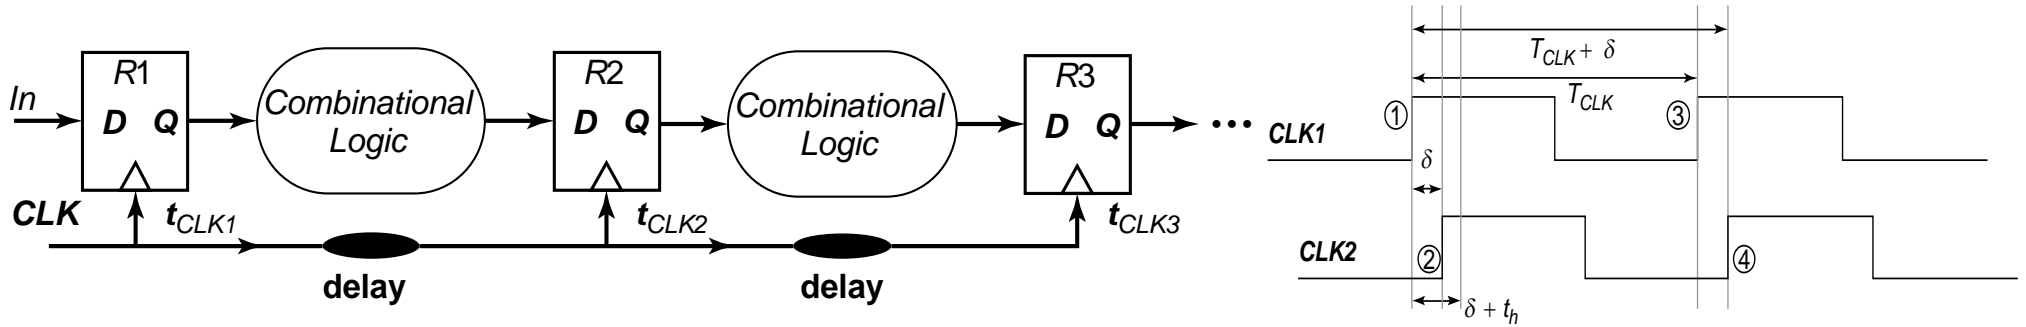 In
R1
D Q
Combinational
Logic
R2
D Q
Combinational
Logic
R3
D Q
•••
CLK
tCLK1
tCLK2
tCLK3
delay
delay
TCLK + δ
TCLK
① ③
CLK1
δ
CLK2
② ④
δ + th